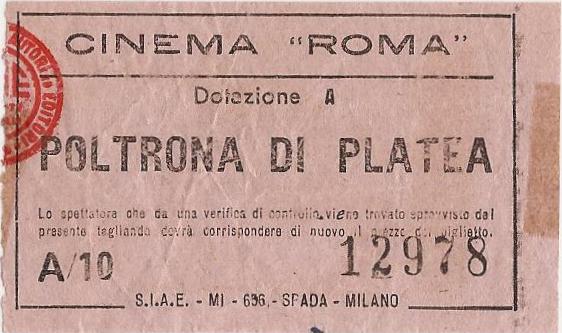 CINEMA "ROMA"
Dotazione A
POLTRONA DI PLATEA
Lo spettatore che da una verifica di controllo viene trovato sprovvisto del
presente tagliando dovrà corrispondere di nuovo il prezzo del biglietto.
A/10 12978
S.I.A.E. - MI - 656, - SPADA - MILANO